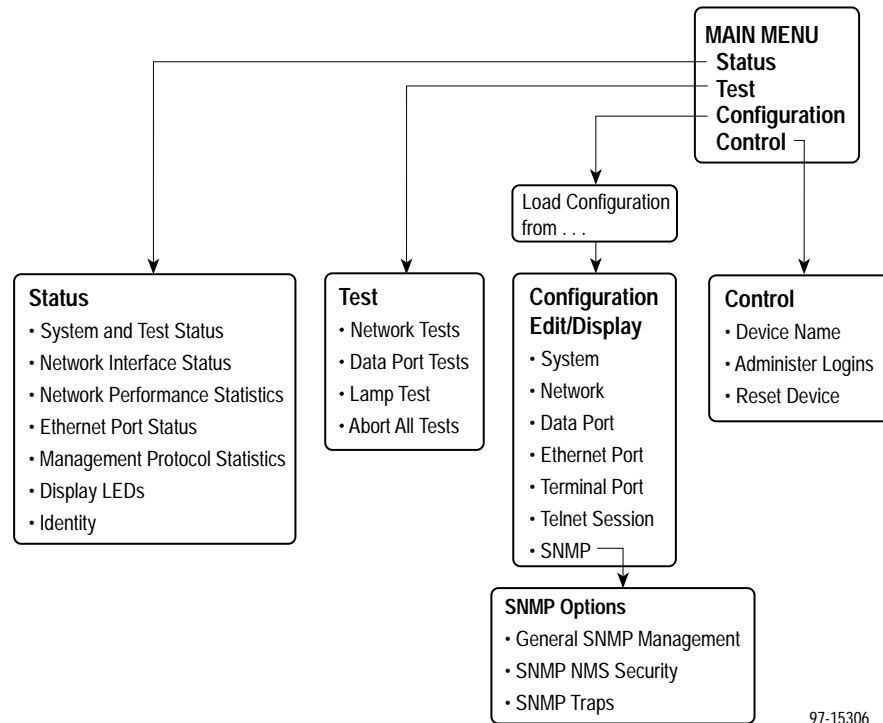 MAIN MENU
Status
Test
Configuration
Control
Load Configuration
from . . .
Status
• System and Test Status
• Network Interface Status
• Network Performance Statistics
• Ethernet Port Status
• Management Protocol Statistics
• Display LEDs
• Identity
Test
• Network Tests
• Data Port Tests
• Lamp Test
• Abort All Tests
Configuration
Edit/Display
• System
• Network
• Data Port
• Ethernet Port
• Terminal Port
• Telnet Session
• SNMP
Control
• Device Name
• Administer Logins
• Reset Device
SNMP Options
• General SNMP Management
• SNMP NMS Security
• SNMP Traps
97-15306